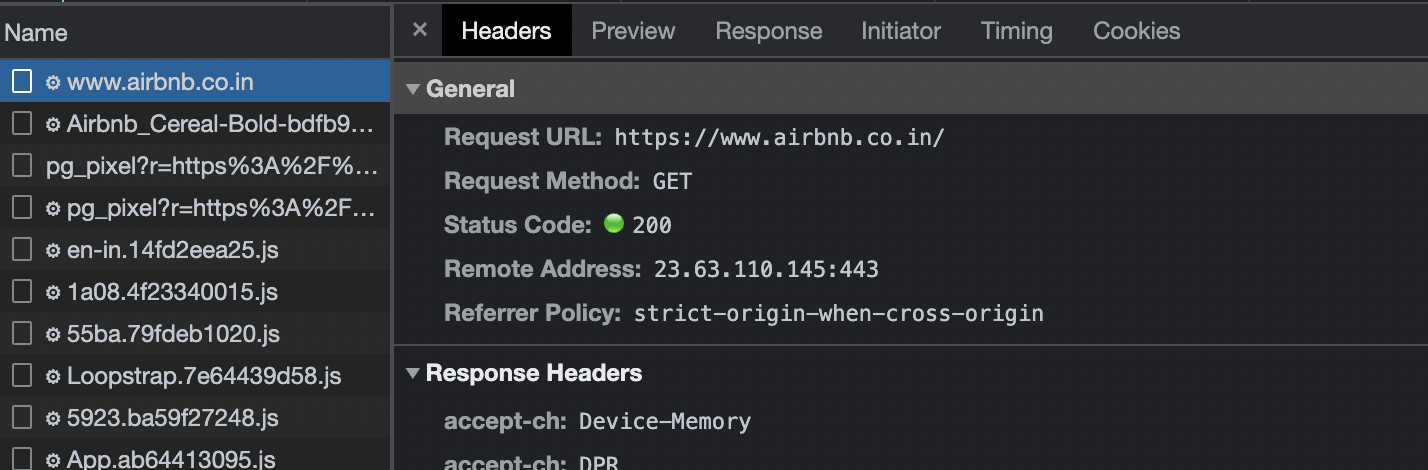 Name
www.airbnb.co.in
Airbnb_Cereal-Bold-bdfb9...
pg_pixel?r=https%3A%2F%...
pg_pixel?r=https%3A%2F...
en-in.14fd2eea25.js
1a08.4f23340015.js
55ba.79fdeb1020.js
Loopstrap.7e64439d58.js
5923.ba59f27248.js
App.ab64413095.js
× Headers Preview Response Initiator Timing Cookies
General
Request URL: https://www.airbnb.co.in/
Request Method: GET
Status Code: 200
Remote Address: 23.63.110.145:443
Referrer Policy: strict-origin-when-cross-origin
Response Headers
accept-ch: Device-Memory
accept-ch: DPR